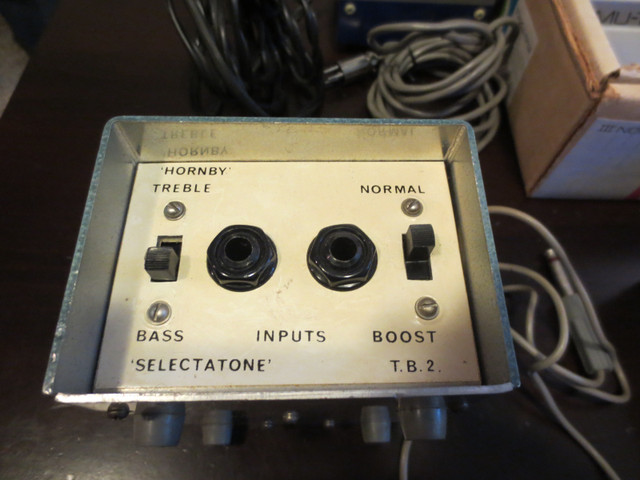 'HORNBY'
TREBLE
NORMAL
BASS
INPUTS
BOOST
'SELECTATONE'
T.B.2.